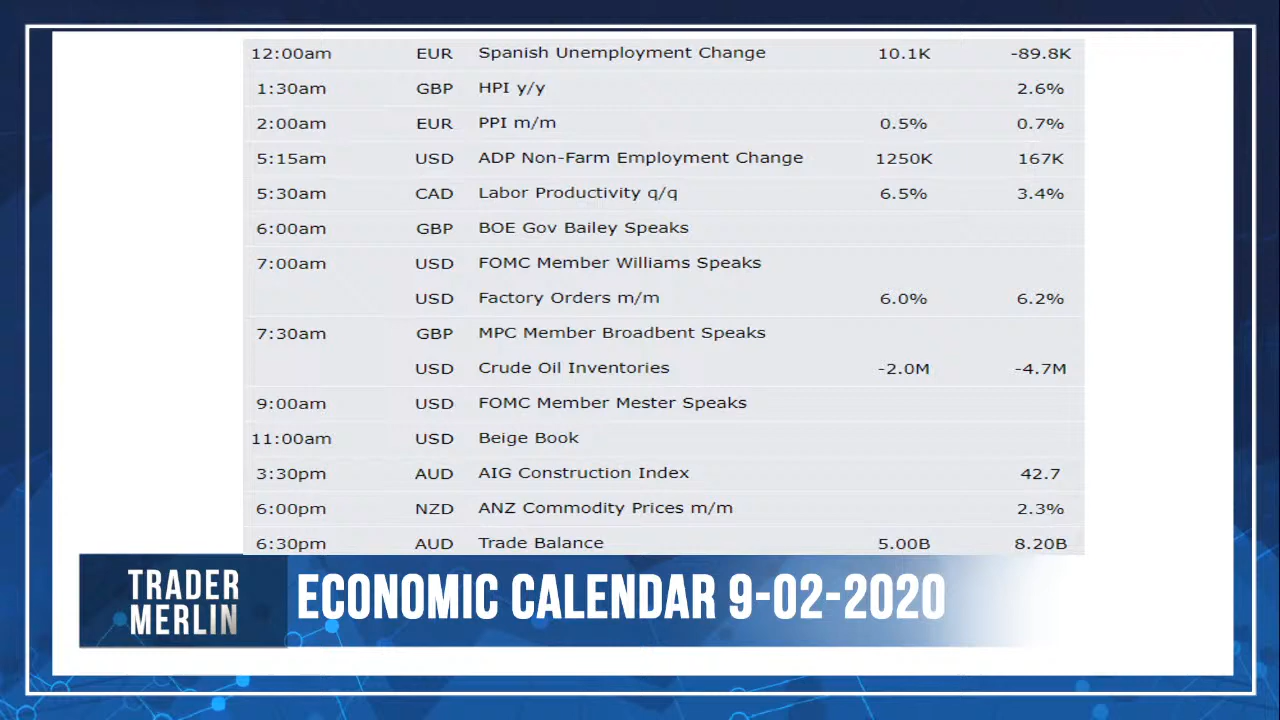 12:00am EUR Spanish Unemployment Change 10.1K -89.8K
1:30am GBP HPI y/y 2.6%
2:00am EUR PPI m/m 0.5% 0.7%
5:15am USD ADP Non-Farm Employment Change 1250K 167K
5:30am CAD Labor Productivity q/q 6.5% 3.4%
6:00am GBP BOE Gov Bailey Speaks
7:00am USD FOMC Member Williams Speaks
USD Factory Orders m/m 6.0% 6.2%
7:30am GBP MPC Member Broadbent Speaks
USD Crude Oil Inventories -2.0M -4.7M
9:00am USD FOMC Member Mester Speaks
11:00am USD Beige Book
3:30pm AUD AIG Construction Index 42.7
6:00pm NZD ANZ Commodity Prices m/m 2.3%
6:30pm AUD Trade Balance 5.00B 8.20B
TRADER
MERLIN
ECONOMIC CALENDAR 9-02-2020